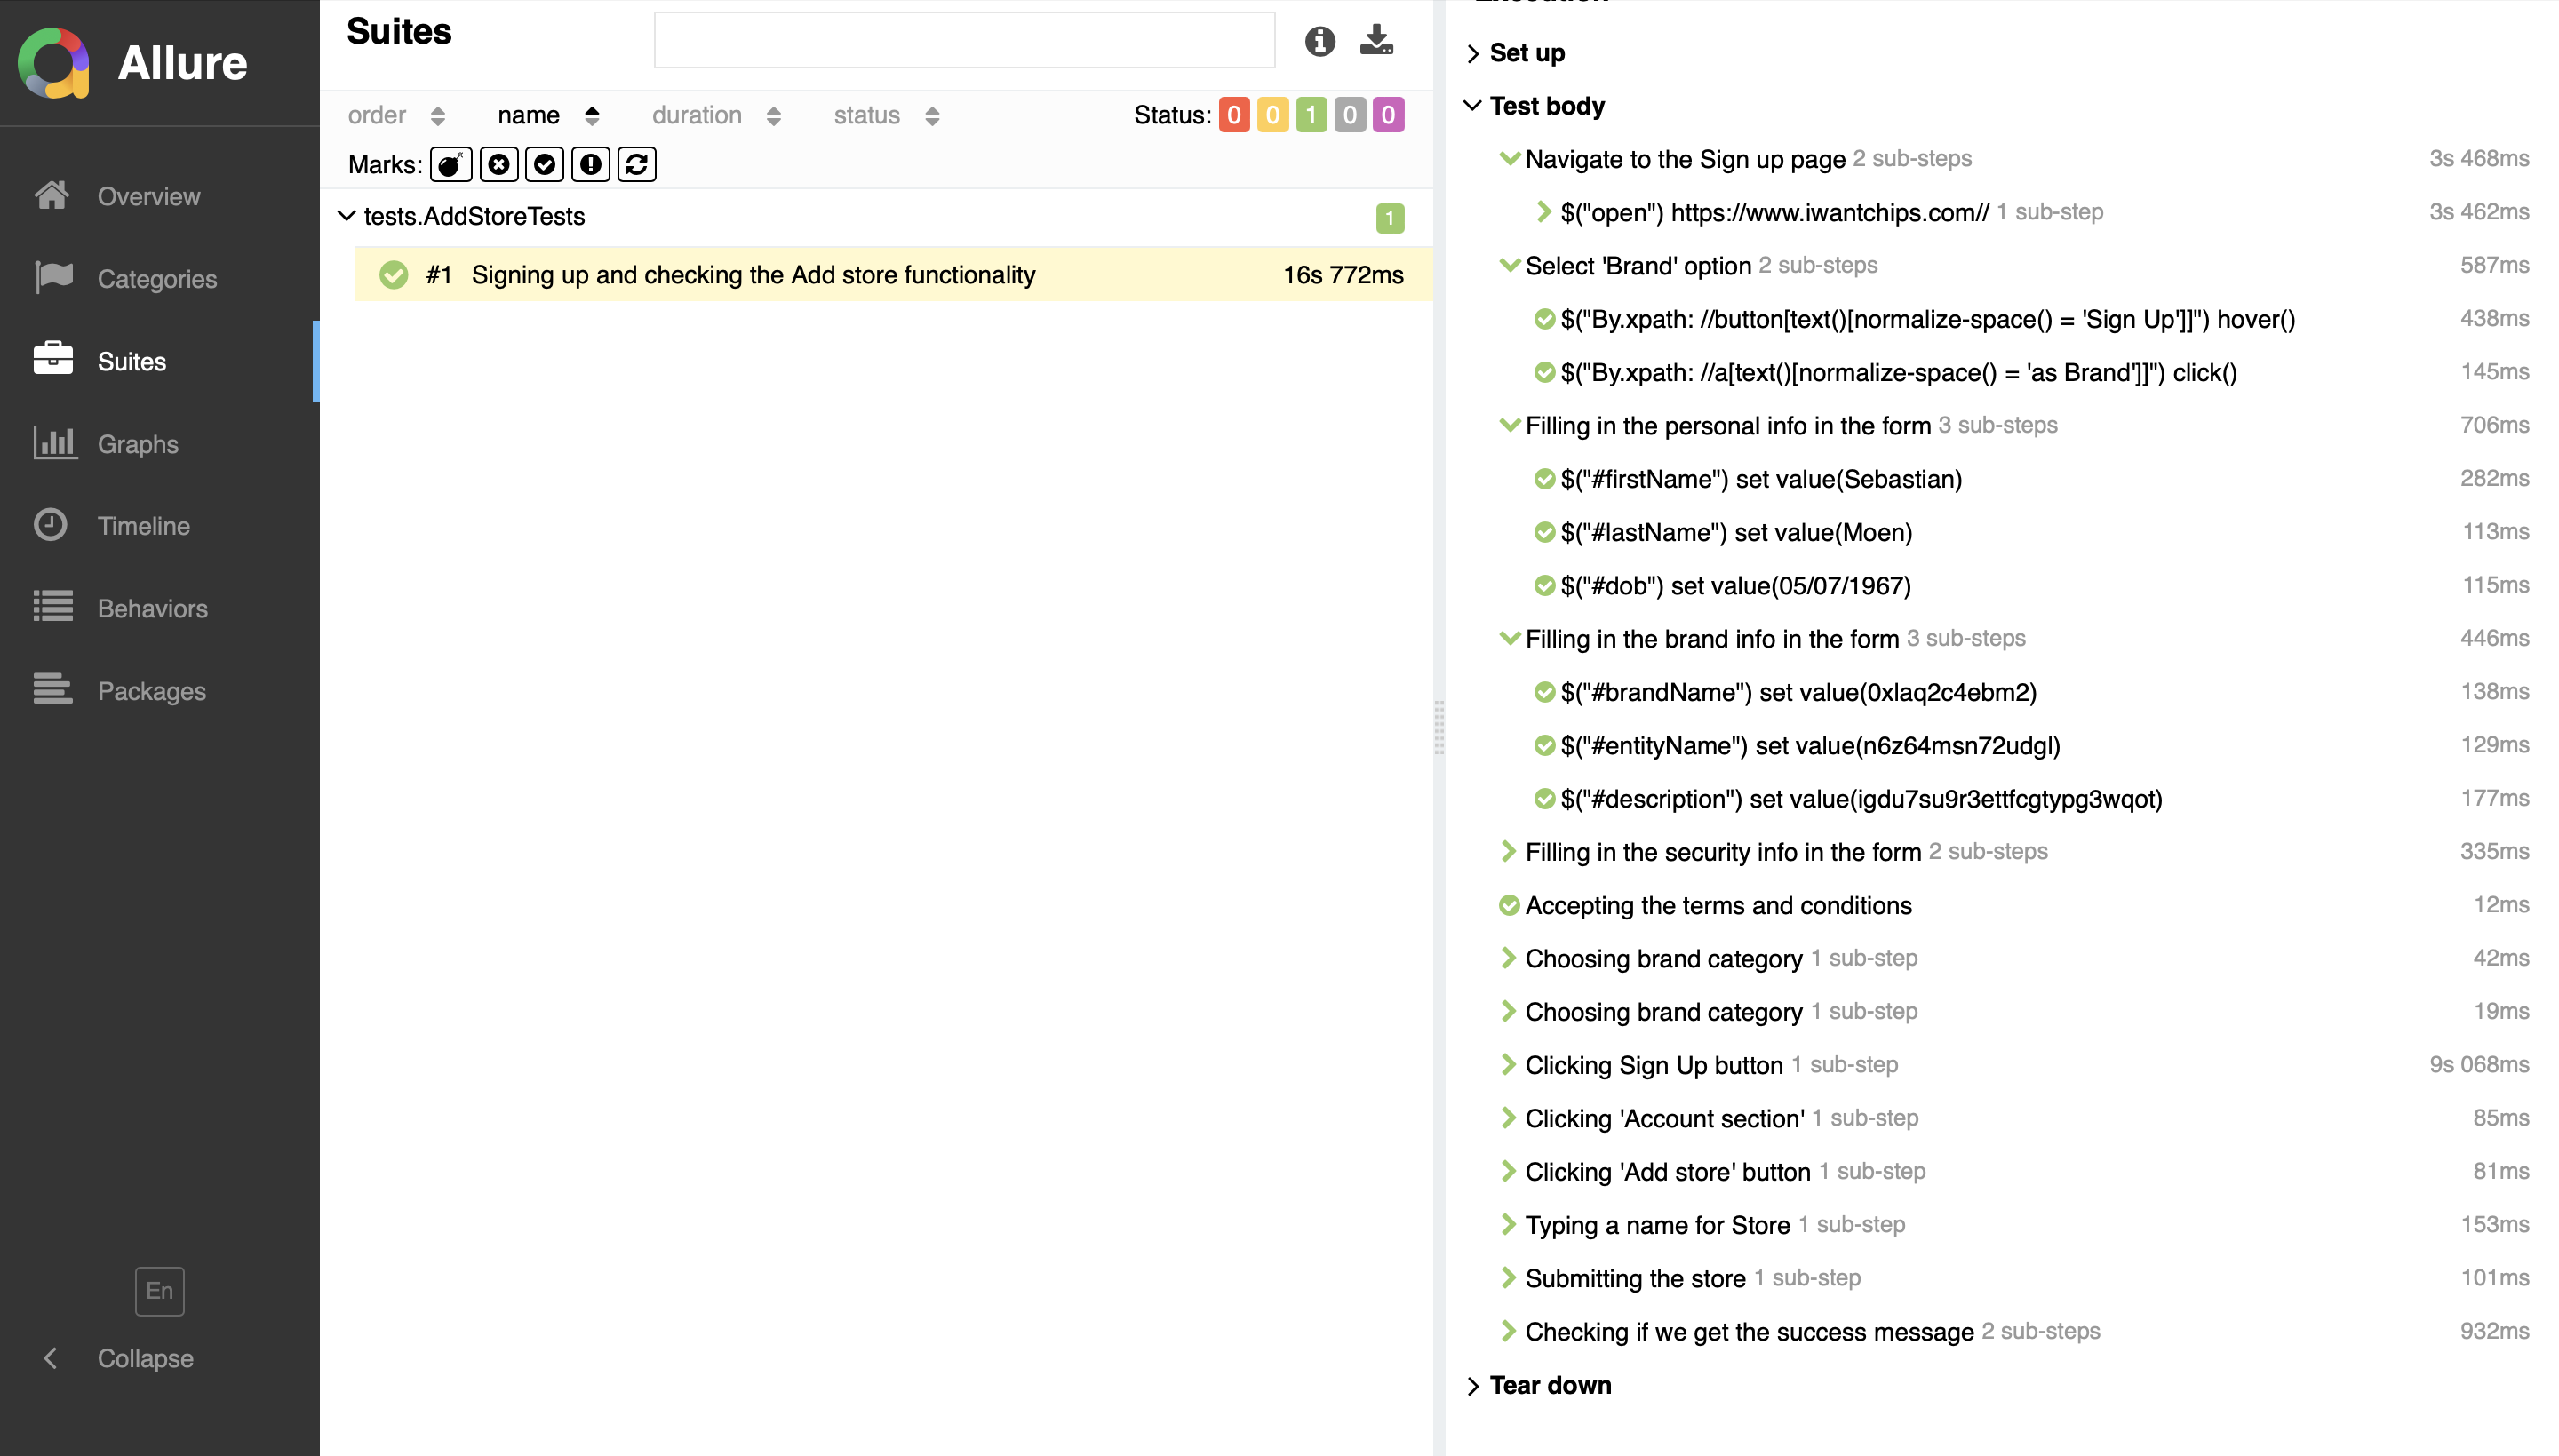 Allure
Overview
Categories
Suites
Graphs
Timeline
Behaviors
Packages
En
Collapse
Suites
order name duration status Status: 0 0 1 0 0
Marks:
tests.AddStoreTests 1
#1 Signing up and checking the Add store functionality 16s 772ms
Execution
Set up
Test body
Navigate to the Sign up page 2 sub-steps 3s 468ms
$("open") https://www.iwantchips.com// 1 sub-step 3s 462ms
Select 'Brand' option 2 sub-steps 587ms
$("By.xpath: //button[text()[normalize-space() = 'Sign Up']]") hover() 438ms
$("By.xpath: //a[text()[normalize-space() = 'as Brand']]") click() 145ms
Filling in the personal info in the form 3 sub-steps 706ms
$("#firstName") set value(Sebastian) 282ms
$("#lastName") set value(Moen) 113ms
$("#dob") set value(05/07/1967) 115ms
Filling in the brand info in the form 3 sub-steps 446ms
$("#brandName") set value(0xlaq2c4ebm2) 138ms
$("#entityName") set value(n6z64msn72udgl) 129ms
$("#description") set value(igdu7su9r3ettfcgtypg3wqot) 177ms
Filling in the security info in the form 2 sub-steps 335ms
Accepting the terms and conditions 12ms
Choosing brand category 1 sub-step 42ms
Choosing brand category 1 sub-step 19ms
Clicking Sign Up button 1 sub-step 9s 068ms
Clicking 'Account section' 1 sub-step 85ms
Clicking 'Add store' button 1 sub-step 81ms
Typing a name for Store 1 sub-step 153ms
Submitting the store 1 sub-step 101ms
Checking if we get the success message 2 sub-steps 932ms
Tear down